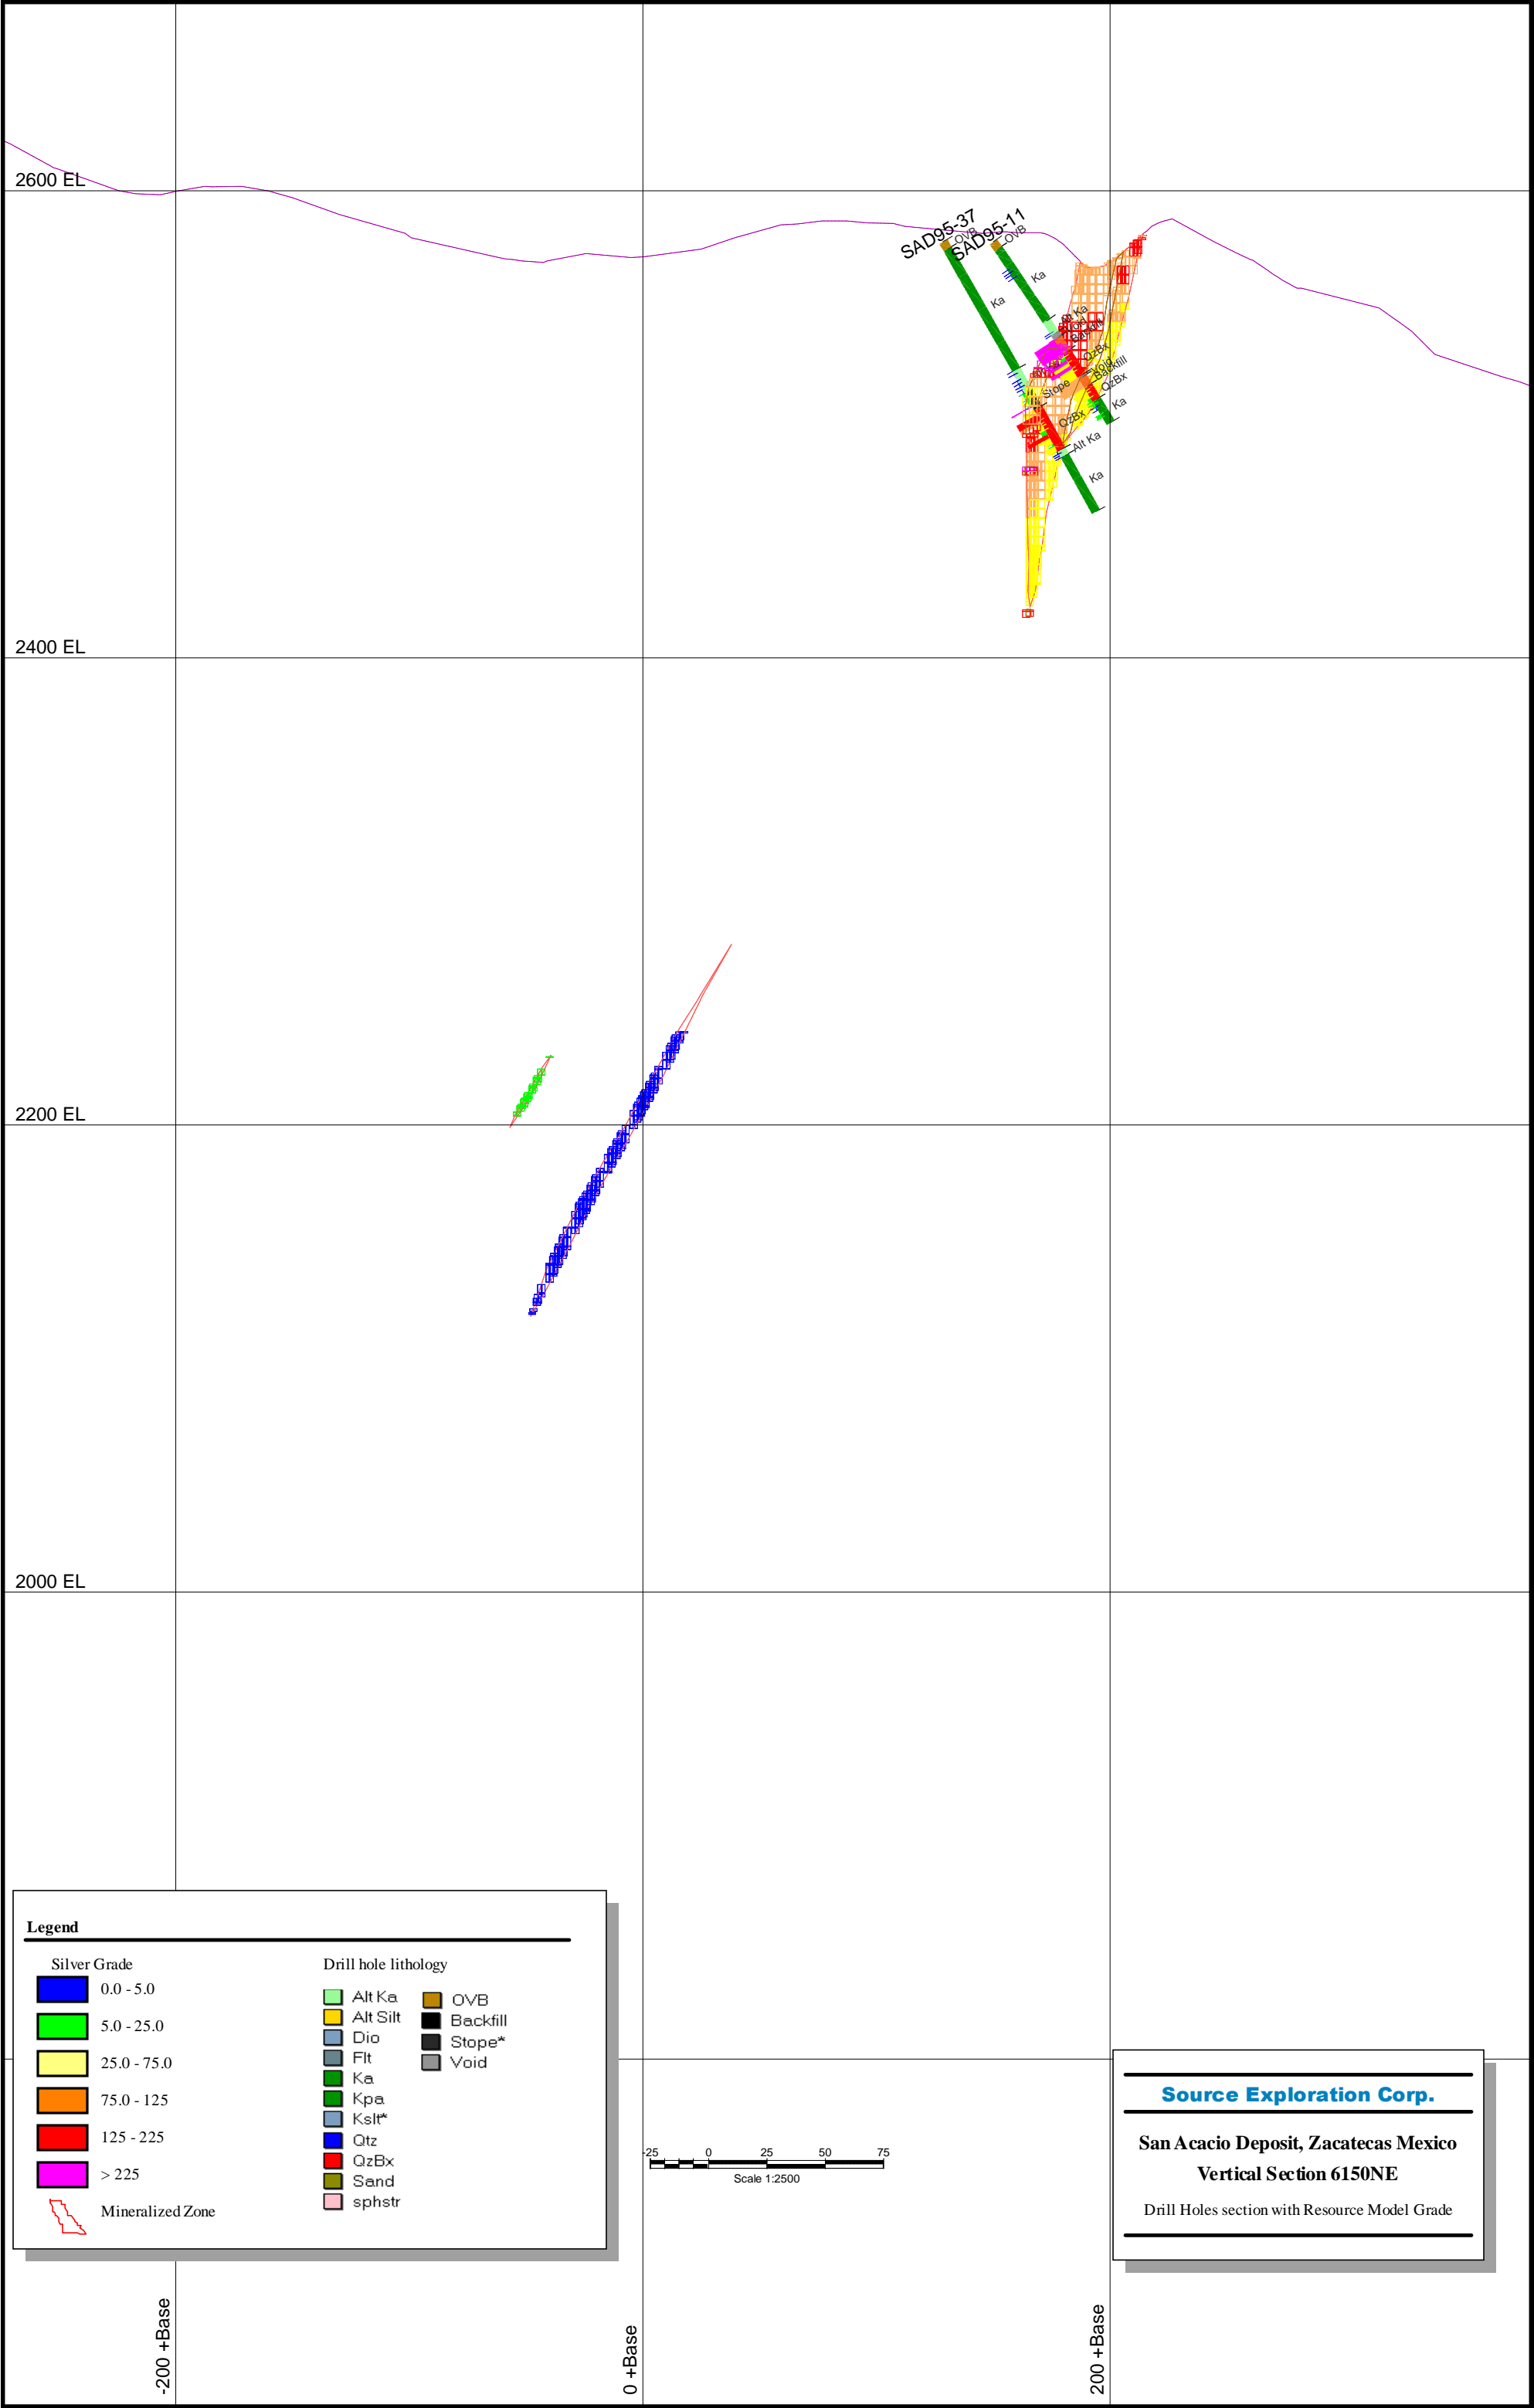 2600 EL
SAD95-37
OVB
SAD95-11
OVB
Ka
Ka
QzBx
Void
Backfill
QzBx
Stope
Ka
QzBx
Alt Ka
Ka
2400 EL
2200 EL
2000 EL
Legend
Silver Grade
0.0 - 5.0
5.0 - 25.0
25.0 - 75.0
75.0 - 125
125 - 225
> 225
Mineralized Zone
Drill hole lithology
Alt Ka
Alt Silt
Dio
Flt
Ka
Kpa
Kslt*
Qtz
QzBx
Sand
sphstr
OVB
Backfill
Stope*
Void
-25 0 25 50 75
Scale 1:2500
Source Exploration Corp.
San Acacio Deposit, Zacatecas Mexico
Vertical Section 6150NE
Drill Holes section with Resource Model Grade
-200 +Base
0 +Base
200 +Base